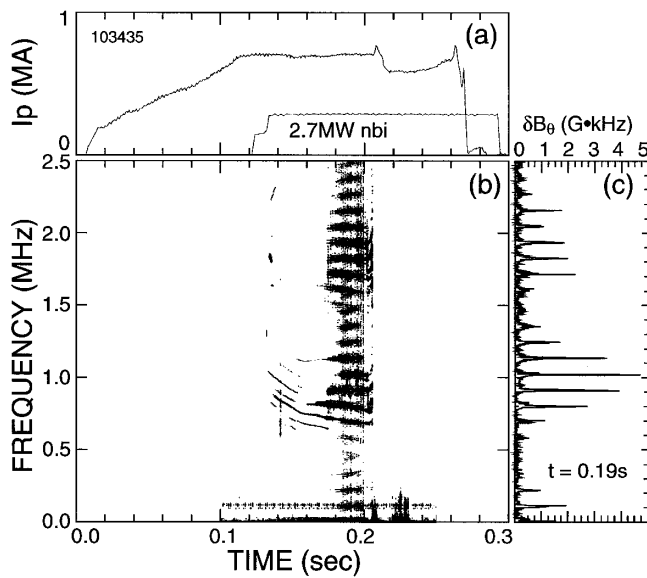 1
103435
(a)
Ip (MA)
2.7MW nbi
0
δBθ (G•kHz)
0 1 2 3 4 5
2.5
(b)
(c)
2.0
1.5
FREQUENCY (MHz)
1.0
0.5
t = 0.19s
0.0
0.0 0.1 0.2 0.3
TIME (sec)